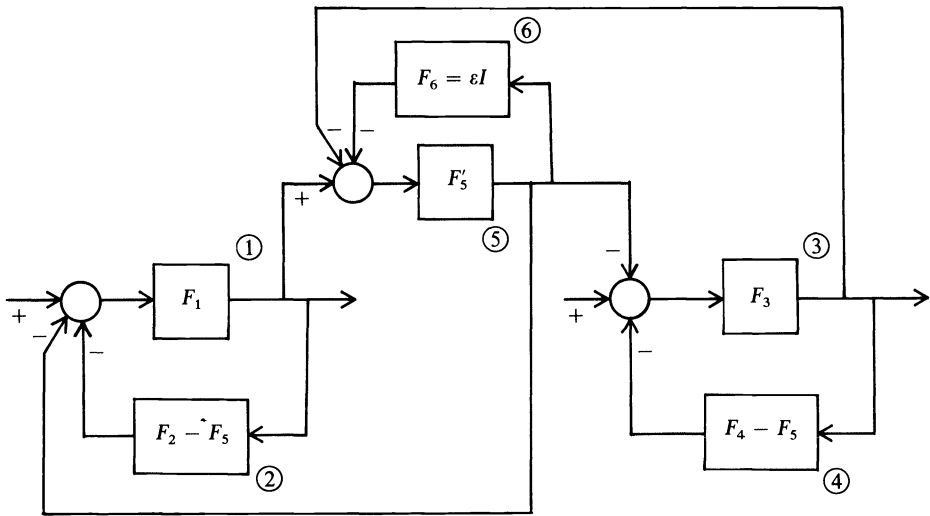 ⑥
F₆ = εI
−
−
F′₅
+
⑤
①
③
−
F₁
F₃
+
+
−
−
−
F₂ − F₅
F₄ − F₅
②
④